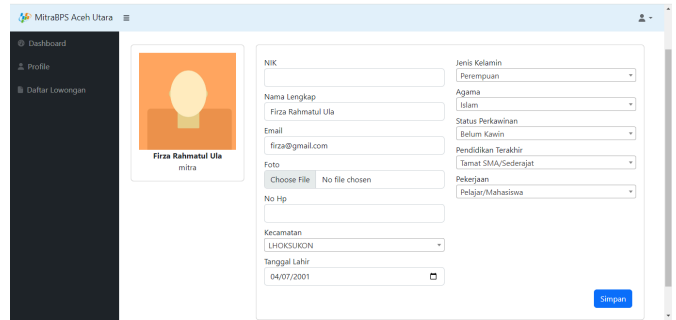 MitraBPS Aceh Utara
Dashboard
Profile
Daftar Lowongan
Firza Rahmatul Ula
mitra
NIK
Nama Lengkap
Firza Rahmatul Ula
Email
firza@gmail.com
Foto
Choose File No file chosen
No Hp
Kecamatan
LHOKSUKON
Tanggal Lahir
04/07/2001
Jenis Kelamin
Perempuan
Agama
Islam
Status Perkawinan
Belum Kawin
Pendidikan Terakhir
Tamat SMA/Sederajat
Pekerjaan
Pelajar/Mahasiswa
Simpan